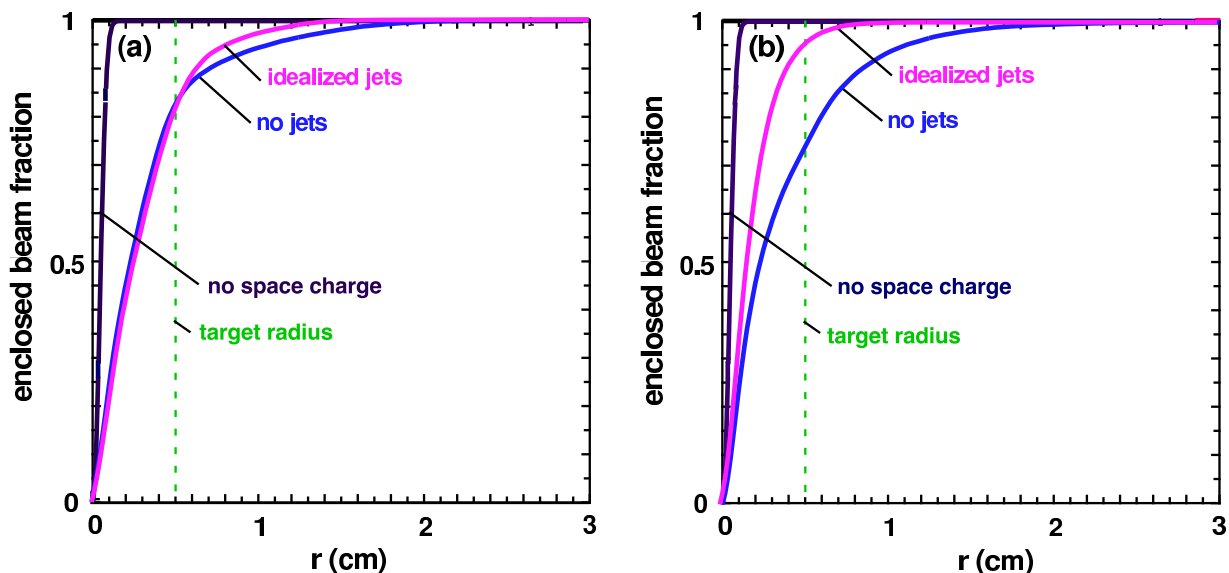 1
(a)
idealized jets
no jets
enclosed beam fraction
0.5
no space charge
target radius
0
0
1
2
3
r (cm)
1
(b)
idealized jets
no jets
enclosed beam fraction
0.5
no space charge
target radius
0
0
1
2
3
r (cm)